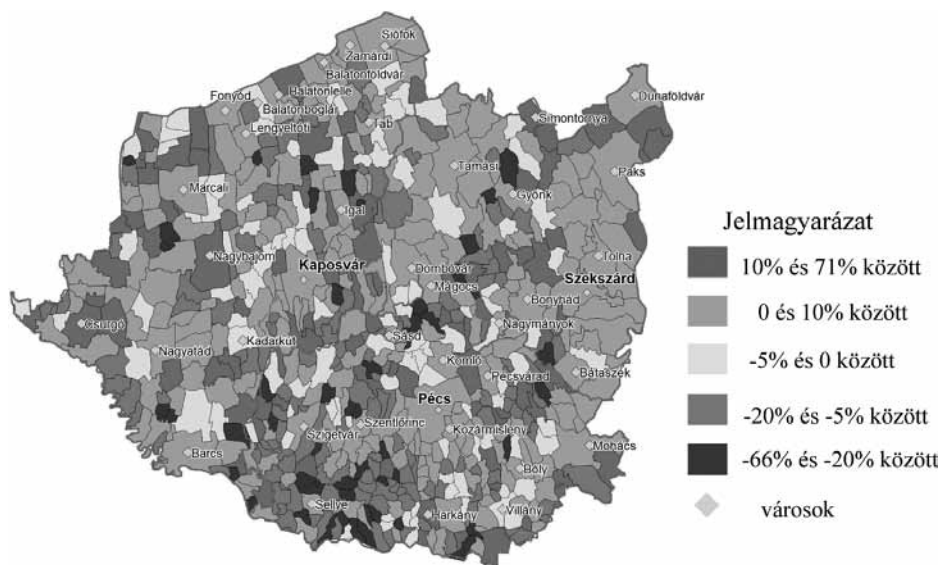 Siófok
Zamárdi
Balatonföldvár
Fonyód
Balatonlelle
Balatonboglár
Lengyeltóti
Tab
Simontornya
Dunaföldvár
Tamási
Paks
Marcali
Gyönk
Igal
Nagybajom
Kaposvár
Dombóvár
Tolna
Szekszárd
Magocs
Bonyhád
Csurgó
Nagymányok
Sásd
Kadarkút
Nagyatád
Komló
Pécsvárad
Bátaszék
Pécs
Szentlőrinc
Szigetvár
Kozármisleny
Mohács
Barcs
Bóly
Sellye
Harkány
Villány
Jelmagyarázat
10% és 71% között
0 és 10% között
-5% és 0 között
-20% és -5% között
-66% és -20% között
városok